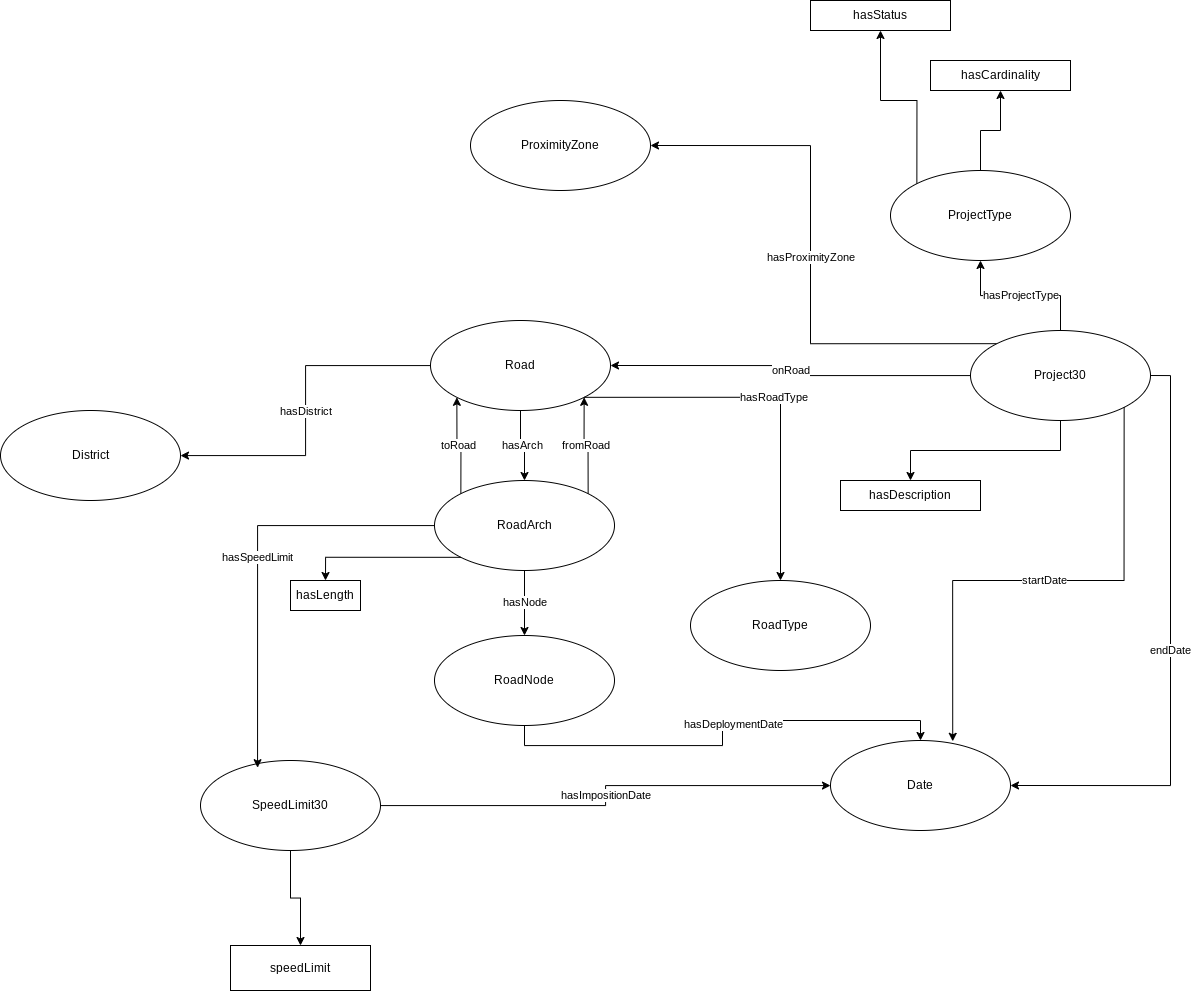 hasStatus
hasCardinality
ProximityZone
ProjectType
hasProximityZone
hasProjectType
Road
onRoad
Project30
hasRoadType
hasDistrict
toRoad
hasArch
fromRoad
District
hasDescription
RoadArch
hasSpeedLimit
hasLength
hasNode
startDate
RoadType
endDate
RoadNode
hasDeploymentDate
Date
hasImpositionDate
SpeedLimit30
speedLimit